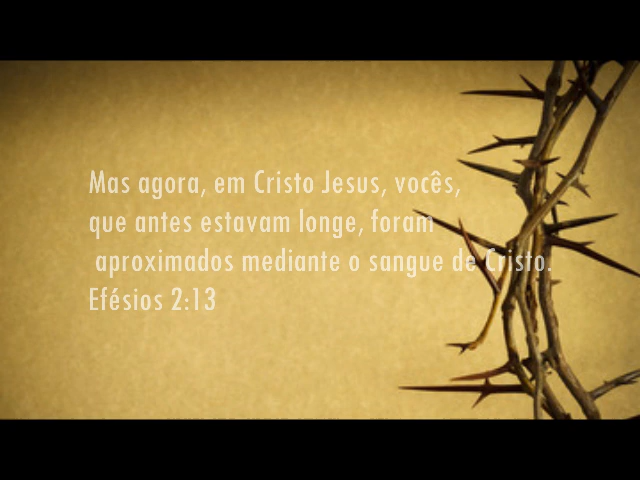 Mas agora, em Cristo Jesus, vocês,
que antes estavam longe, foram
aproximados mediante o sangue de Cristo.
Efésios 2:13